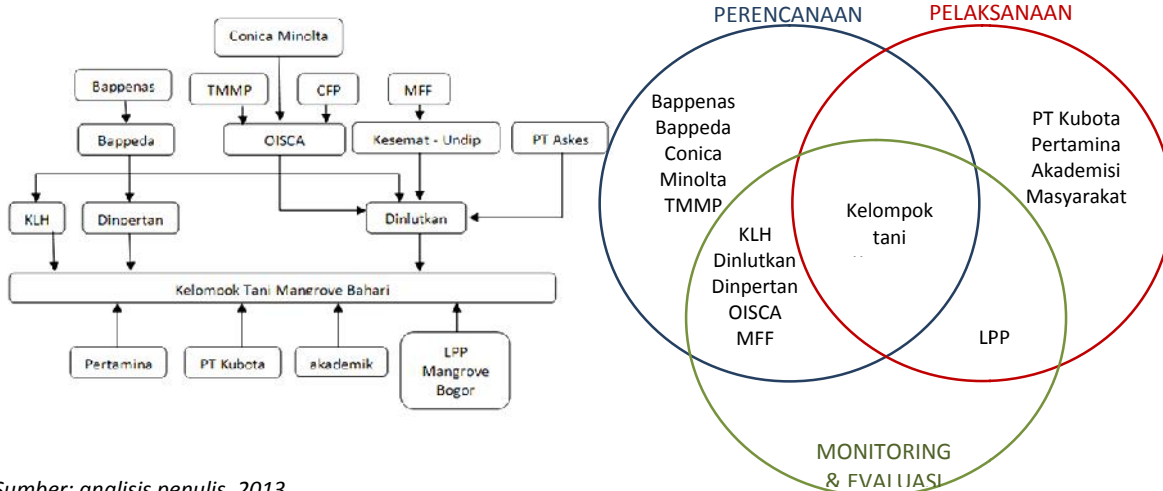 Conica Minolta
Bappenas
TMMP
CFP
MFF
Bappeda
OISCA
Kesemat - Undip
PT Askes
KLH
Dinpertan
Dinlutkan
Kelompok Tani Mangrove Bahari
Pertamina
PT Kubota
akademik
LPP
Mangrove
Bogor
PERENCANAAN
PELAKSANAAN
Bappenas
Bappeda
Conica
Minolta
TMMP
PT Kubota
Pertamina
Akademisi
Masyarakat
Kelompok
tani
KLH
Dinlutkan
Dinpertan
OISCA
MFF
LPP
MONITORING
& EVALUASI
Sumber: analisis penulis, 2013